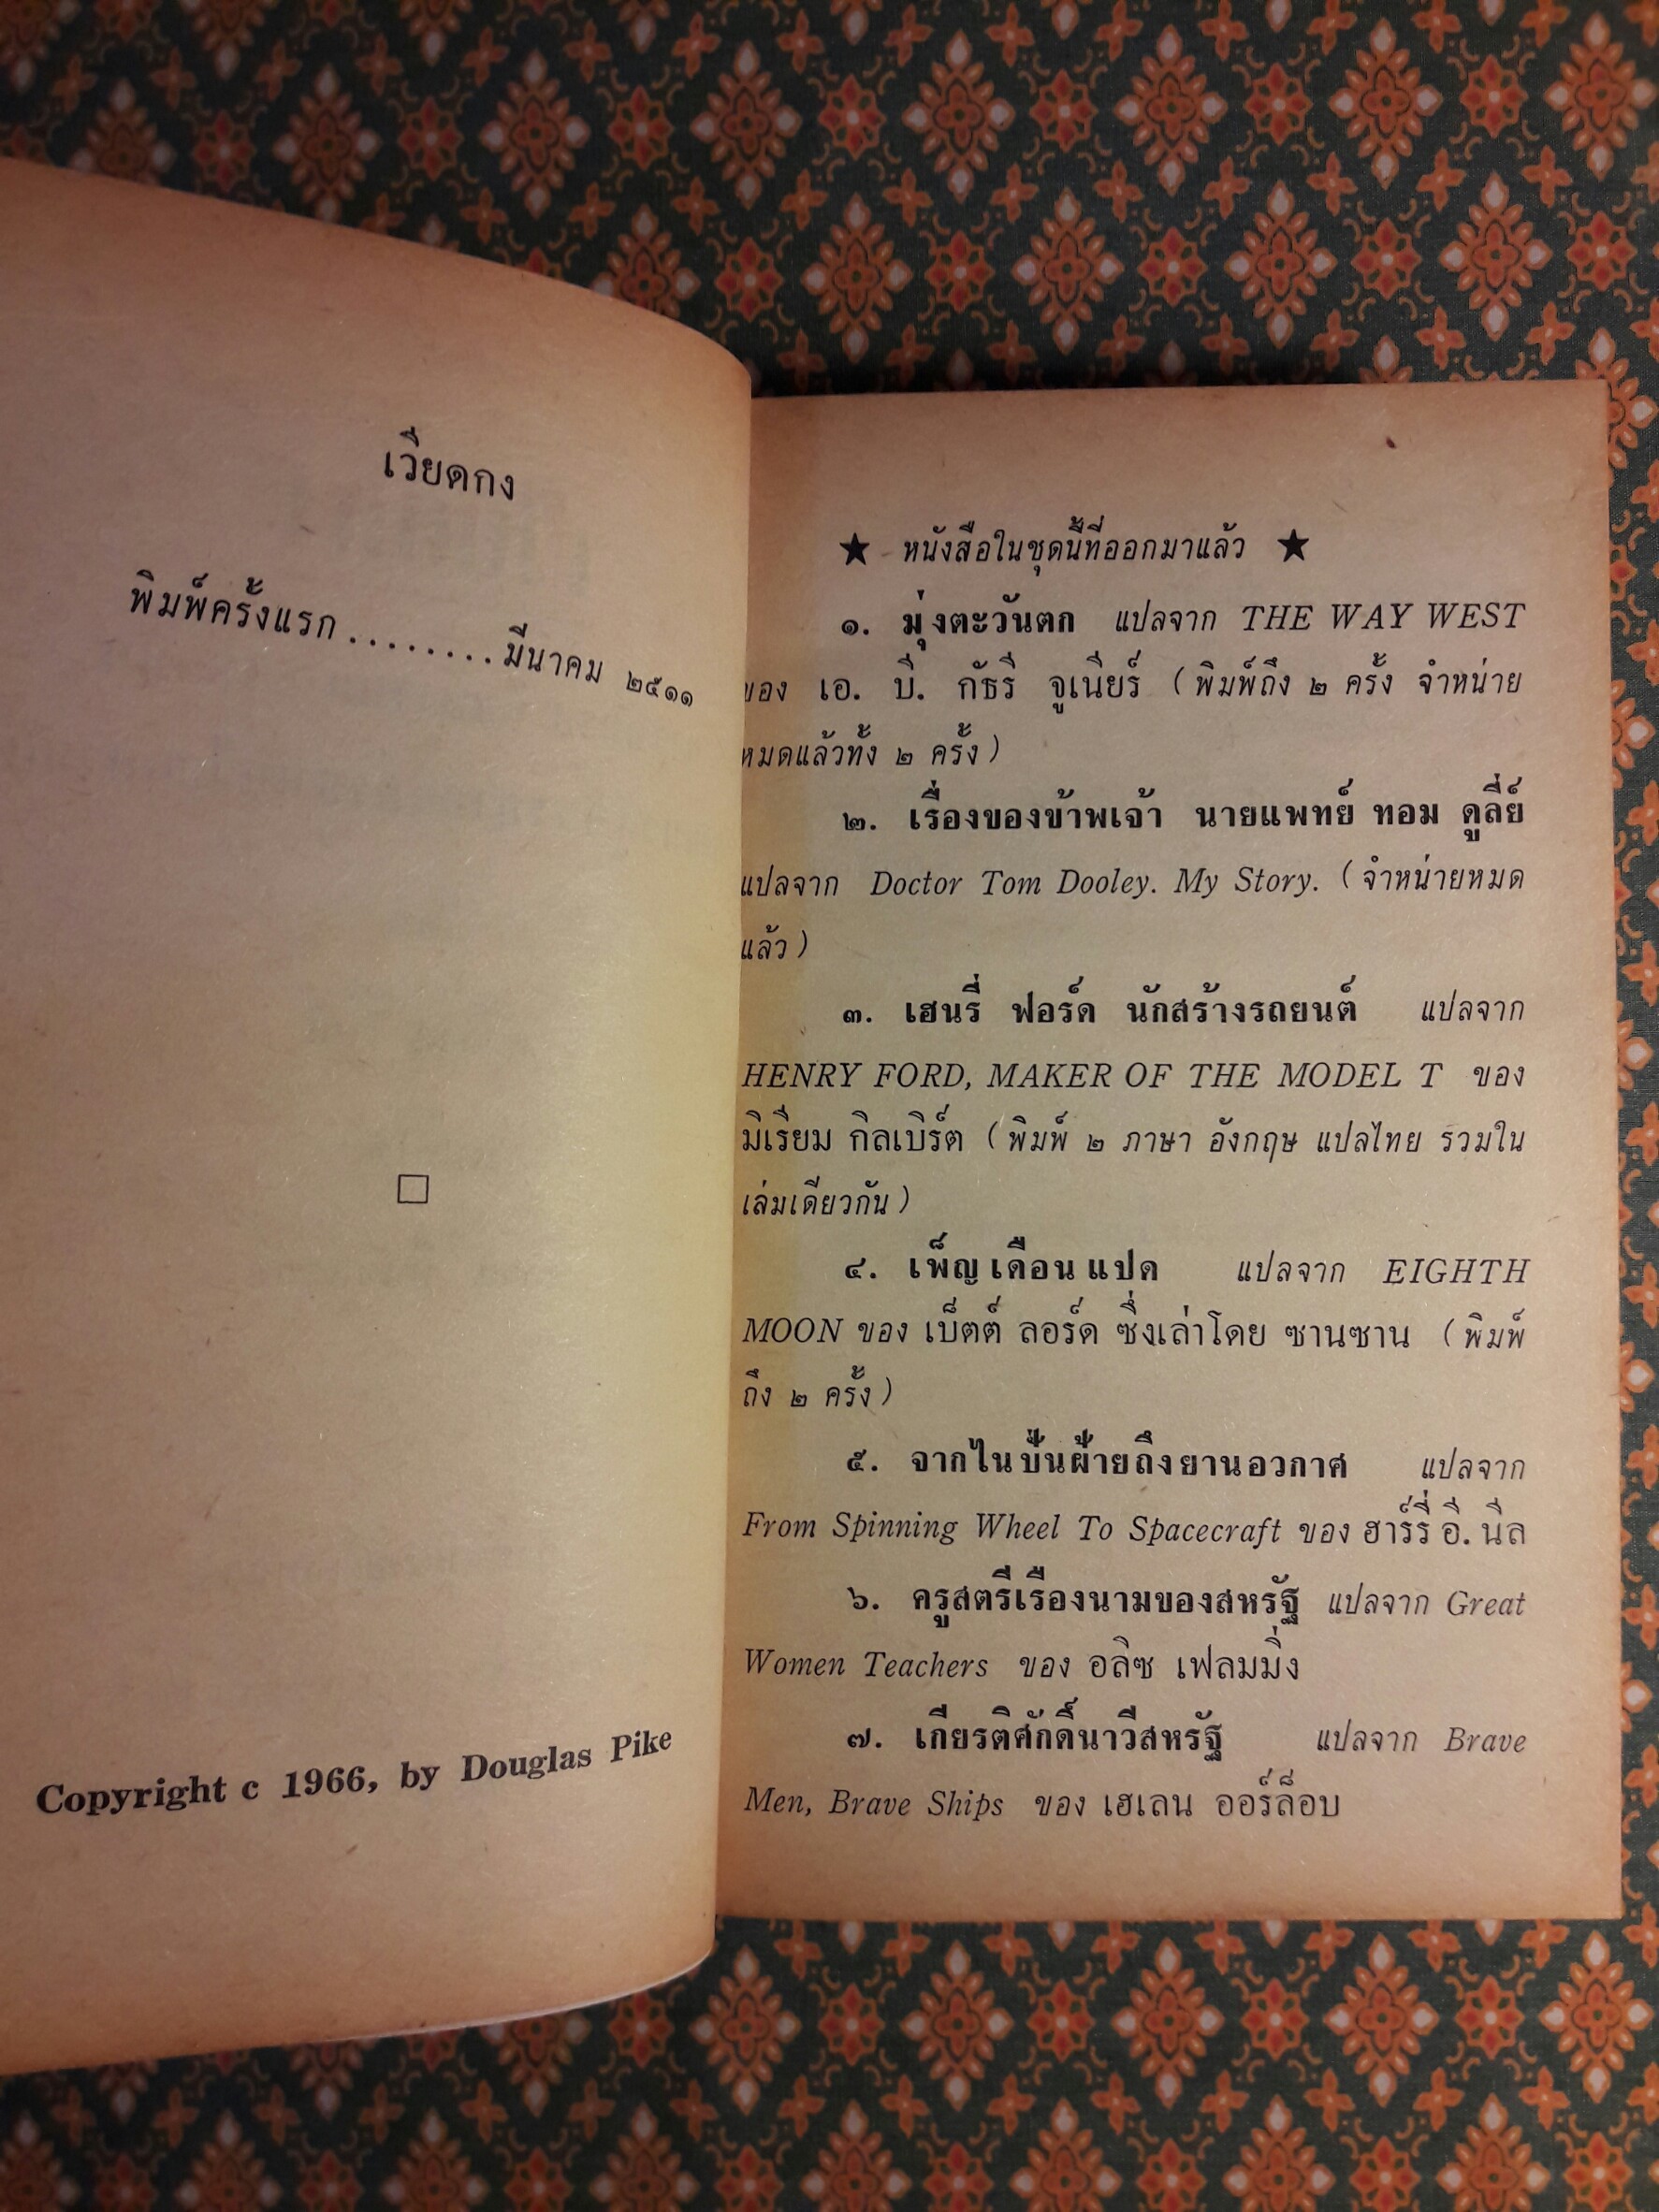 เวียดกง
พิมพ์ครั้งแรก........มีนาคม ๒๕๑๑
□
Copyright c 1966, by Douglas Pike
★ หนังสือในชุดนี้ที่ออกมาแล้ว ★
๑. มุ่งตะวันตก แปลจาก THE WAY WEST
ของ เอ. บี. กัธรี จูเนียร์ (พิมพ์ถึง ๒ ครั้ง จำหน่าย
หมดแล้วทั้ง ๒ ครั้ง)
๒. เรื่องของข้าพเจ้า นายแพทย์ ทอม ดูลี่ย์
แปลจาก Doctor Tom Dooley. My Story. (จำหน่ายหมด
แล้ว)
๓. เฮนรี่ ฟอร์ด นักสร้างรถยนต์ แปลจาก
HENRY FORD, MAKER OF THE MODEL T ของ
มิเรียม กิลเบิร์ต (พิมพ์ ๒ ภาษา อังกฤษ แปลไทย รวมใน
เล่มเดียวกัน)
๔. เพ็ญเดือนแปด แปลจาก EIGHTH
MOON ของ เบ็ตต์ ลอร์ด ซึ่งเล่าโดย ซานซาน (พิมพ์
ถึง ๒ ครั้ง)
๕. จากไนปั่นฝ้ายถึงยานอวกาศ แปลจาก
From Spinning Wheel To Spacecraft ของ ฮาร์รี่ อี. นีล
๖. ครูสตรีเรืองนามของสหรัฐ แปลจาก Great
Women Teachers ของ อลิซ เฟลมมิ่ง
๗. เกียรติศักดิ์นาวีสหรัฐ แปลจาก Brave
Men, Brave Ships ของ เฮเลน ออร์ล็อบ